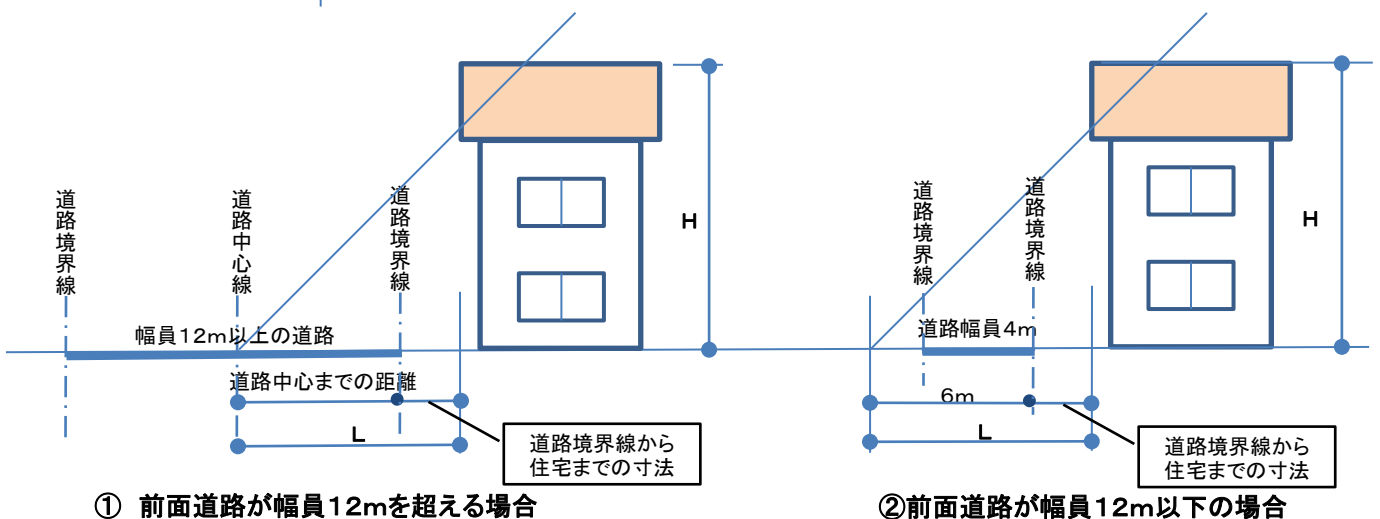 道路境界線
道路中心線
道路境界線
H
幅員12m以上の道路
道路中心までの距離
L
道路境界線から
住宅までの寸法
① 前面道路が幅員12mを超える場合
道路境界線
道路境界線
H
道路幅員4m
6m
L
道路境界線から
住宅までの寸法
②前面道路が幅員12m以下の場合